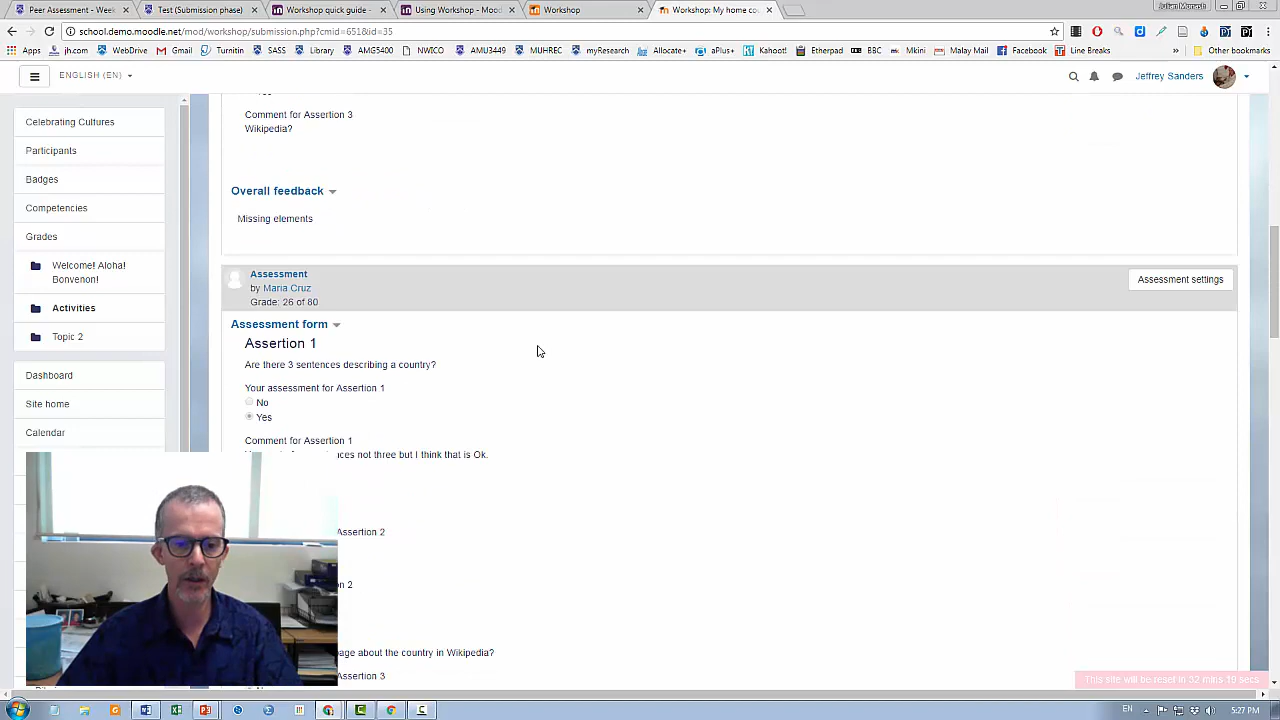 Peer Assessment - Week
Test (Submission phase)
Workshop quick guide -
Using Workshop - Mood
Workshop
Workshop: My home cou
school.demo.moodle.net/mod/workshop/submission.php?cmid=651&id=35
Apps
jh.com
WebDrive
Gmail
Turnitin
SASS
Library
AMG5400
NWICO
AMU3449
MUHREC
myResearch
Allocate+
aPlus+
Kahoot!
Etherpad
BBC
Mkini
Malay Mail
Facebook
Line Breaks
Other bookmarks
ENGLISH (EN)
Jeffrey Sanders
Celebrating Cultures
Participants
Badges
Competencies
Grades
Welcome! Aloha!
Bonvenon!
Activities
Topic 2
Dashboard
Site home
Calendar
Comment for Assertion 3
Wikipedia?
Overall feedback
Missing elements
Assessment
by Maria Cruz
Grade: 26 of 80
Assessment settings
Assessment form
Assertion 1
Are there 3 sentences describing a country?
Your assessment for Assertion 1
No
Yes
Comment for Assertion 1
not three but I think that is Ok.
Assertion 2
2
about the country in Wikipedia?
Assertion 3
This site will be reset in 52 mins 19 secs
EN
5:27 PM